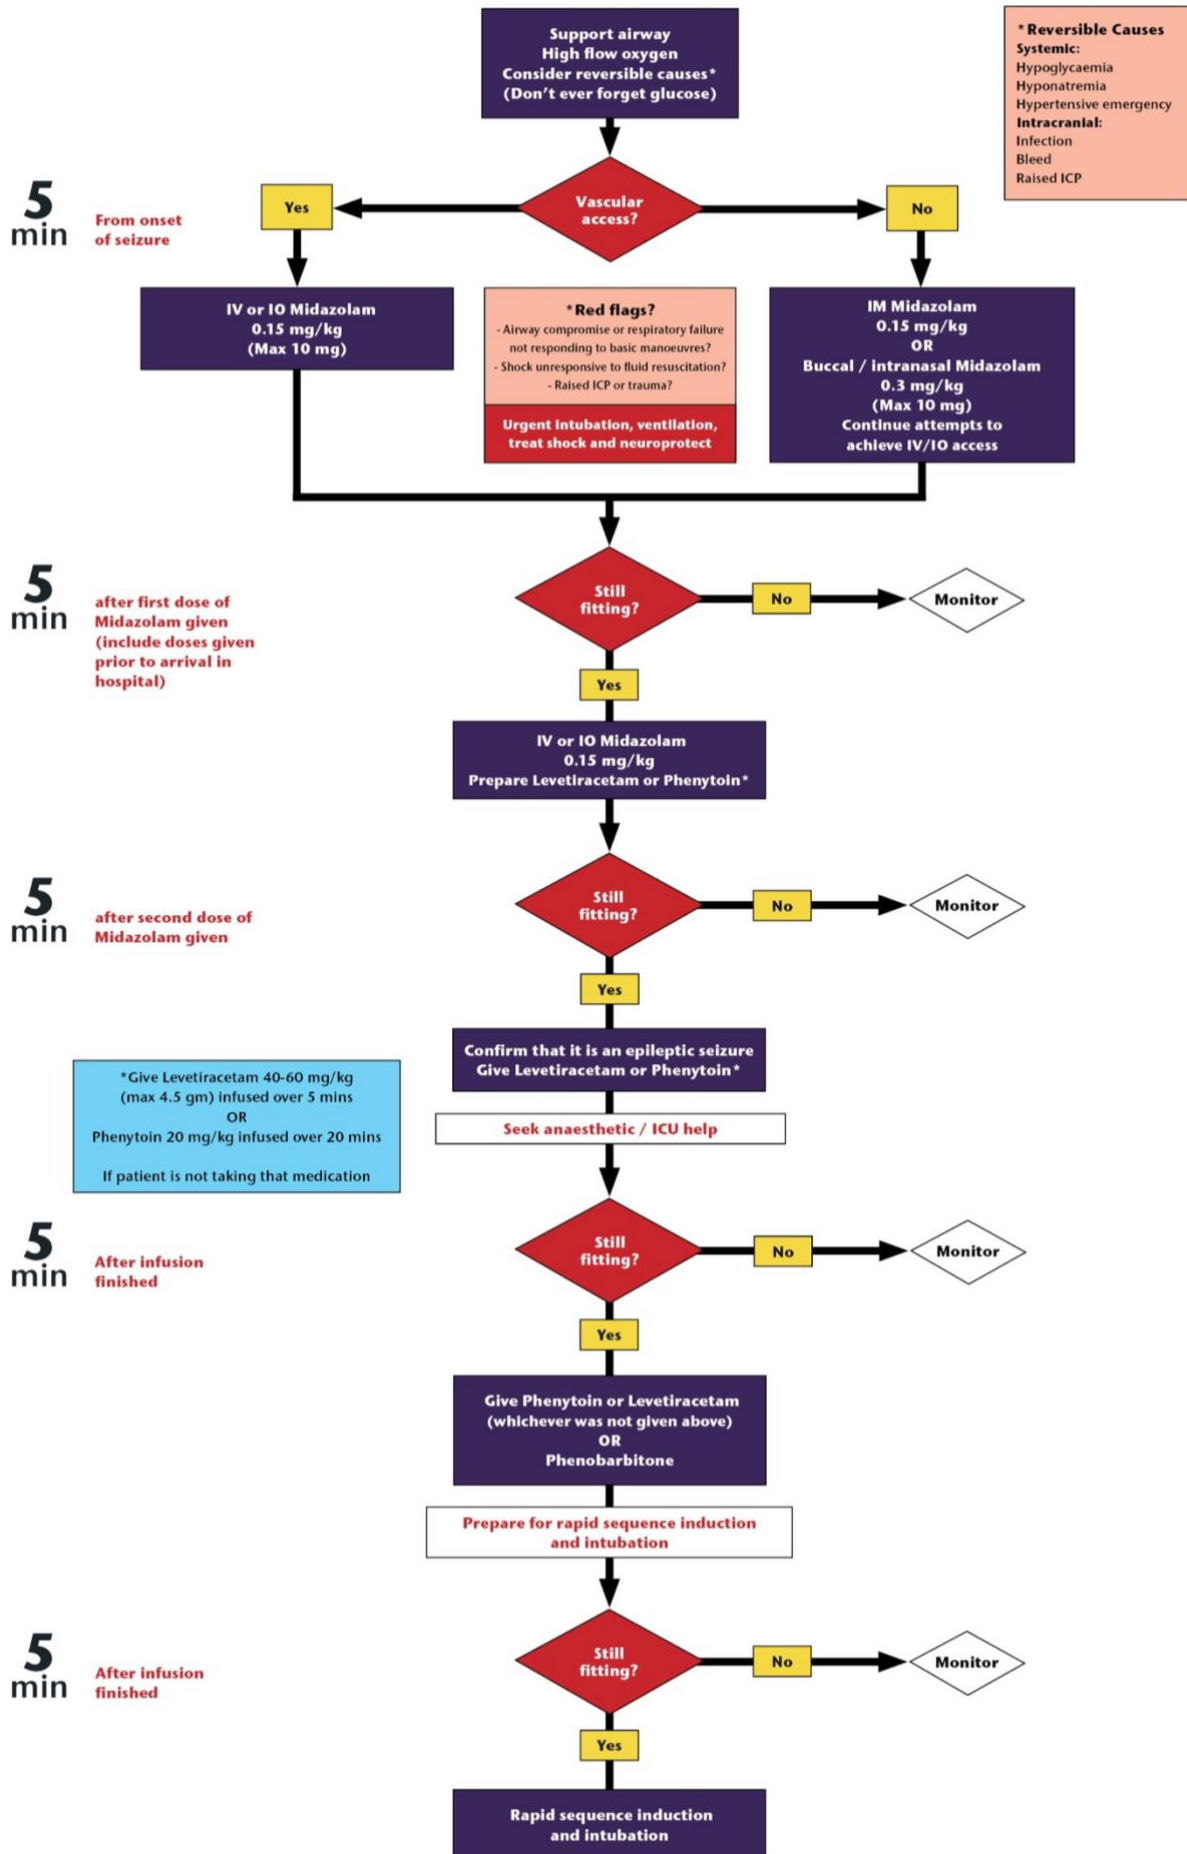 Support airway
High flow oxygen
Consider reversible causes*
(Don't ever forget glucose)
*Reversible Causes
Systemic:
Hypoglycaemia
Hyponatremia
Hypertensive emergency
Intracranial:
Infection
Bleed
Raised ICP
5
min
From onset
of seizure
Yes
Vascular
access?
No
IV or IO Midazolam
0.15 mg/kg
(Max 10 mg)
*Red flags?
- Airway compromise or respiratory failure
not responding to basic manoeuvres?
- Shock unresponsive to fluid resuscitation?
- Raised ICP or trauma?
Urgent intubation, ventilation,
treat shock and neuroprotect
IM Midazolam
0.15 mg/kg
OR
Buccal / intranasal Midazolam
0.3 mg/kg
(Max 10 mg)
Continue attempts to
achieve IV/IO access
5
min
after first dose of
Midazolam given
(include doses given
prior to arrival in
hospital)
Still
fitting?
No
Monitor
Yes
IV or IO Midazolam
0.15 mg/kg
Prepare Levetiracetam or Phenytoin*
5
min
after second dose of
Midazolam given
Still
fitting?
No
Monitor
Yes
Confirm that it is an epileptic seizure
Give Levetiracetam or Phenytoin*
*Give Levetiracetam 40-60 mg/kg
(max 4.5 gm) infused over 5 mins
OR
Phenytoin 20 mg/kg infused over 20 mins
If patient is not taking that medication
Seek anaesthetic / ICU help
5
min
After infusion
finished
Still
fitting?
No
Monitor
Yes
Give Phenytoin or Levetiracetam
(whichever was not given above)
OR
Phenobarbitone
Prepare for rapid sequence induction
and intubation
5
min
After infusion
finished
Still
fitting?
No
Monitor
Yes
Rapid sequence induction
and intubation